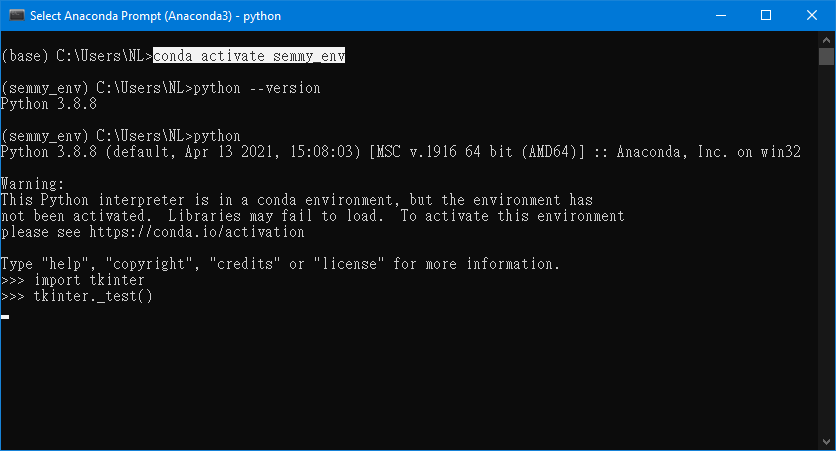 Select Anaconda Prompt (Anaconda3) - python
(base) C:\Users\NL>conda activate semmy_env
(semmy_env) C:\Users\NL>python --version
Python 3.8.8
(semmy_env) C:\Users\NL>python
Python 3.8.8 (default, Apr 13 2021, 15:08:03) [MSC v.1916 64 bit (AMD64)] :: Anaconda, Inc. on win32
Warning:
This Python interpreter is in a conda environment, but the environment has
not been activated.  Libraries may fail to load.  To activate this environment
please see https://conda.io/activation
Type "help", "copyright", "credits" or "license" for more information.
>>> import tkinter
>>> tkinter._test()